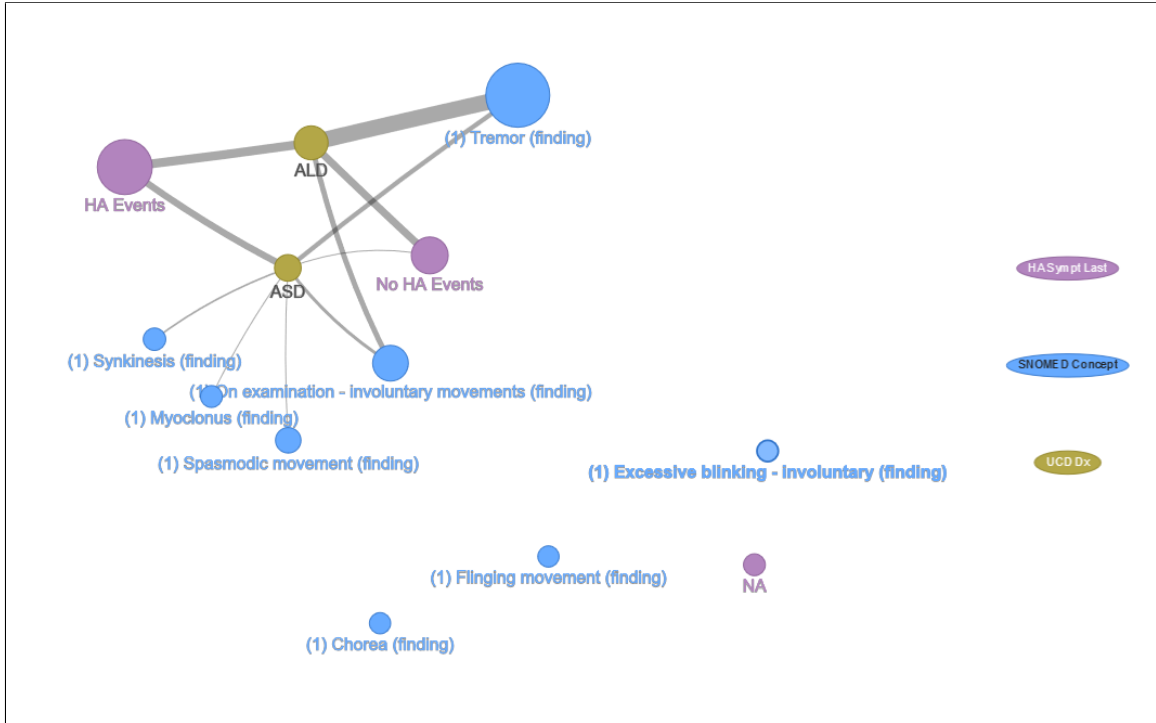 (1) Tremor (finding)
ALD
HA Events
No HA Events
HASympt Last
ASD
(1) Synkinesis (finding)
SNOMED Concept
(1) On examination - involuntary movements (finding)
(1) Myoclonus (finding)
(1) Spasmodic movement (finding)
(1) Excessive blinking - involuntary (finding)
UCD Dx
(1) Flinging movement (finding)
NA
(1) Chorea (finding)